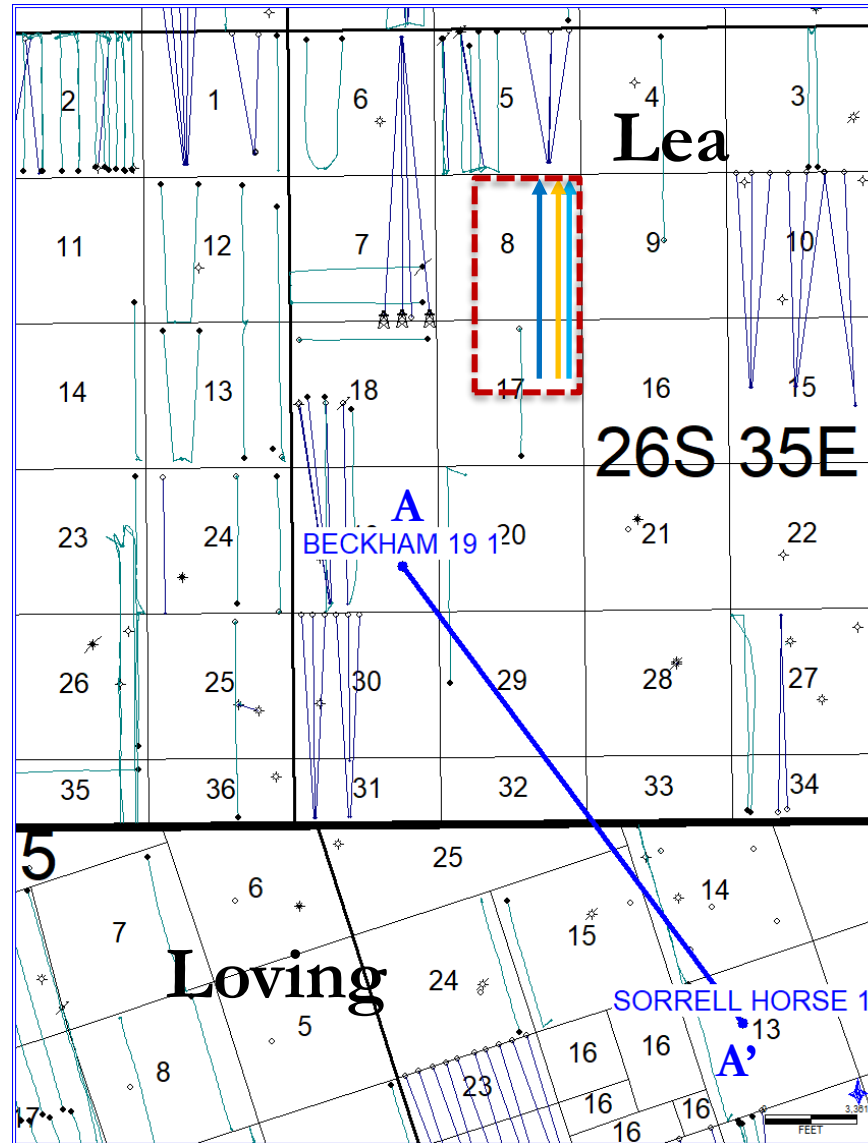 2 1 6 5 4 3
Lea
11 12 7 8 9 10
14 13 18 17 16 15
26S 35E
A
23 24 20 21 22
BECKHAM 19 1
26 25 30 29 28 27
35 36 31 32 33 34
5 25
6 14
7 15
Loving 24
SORRELL HORSE 1
5 16 16 13
A’
8 23 16
17 16 16
16
FEET